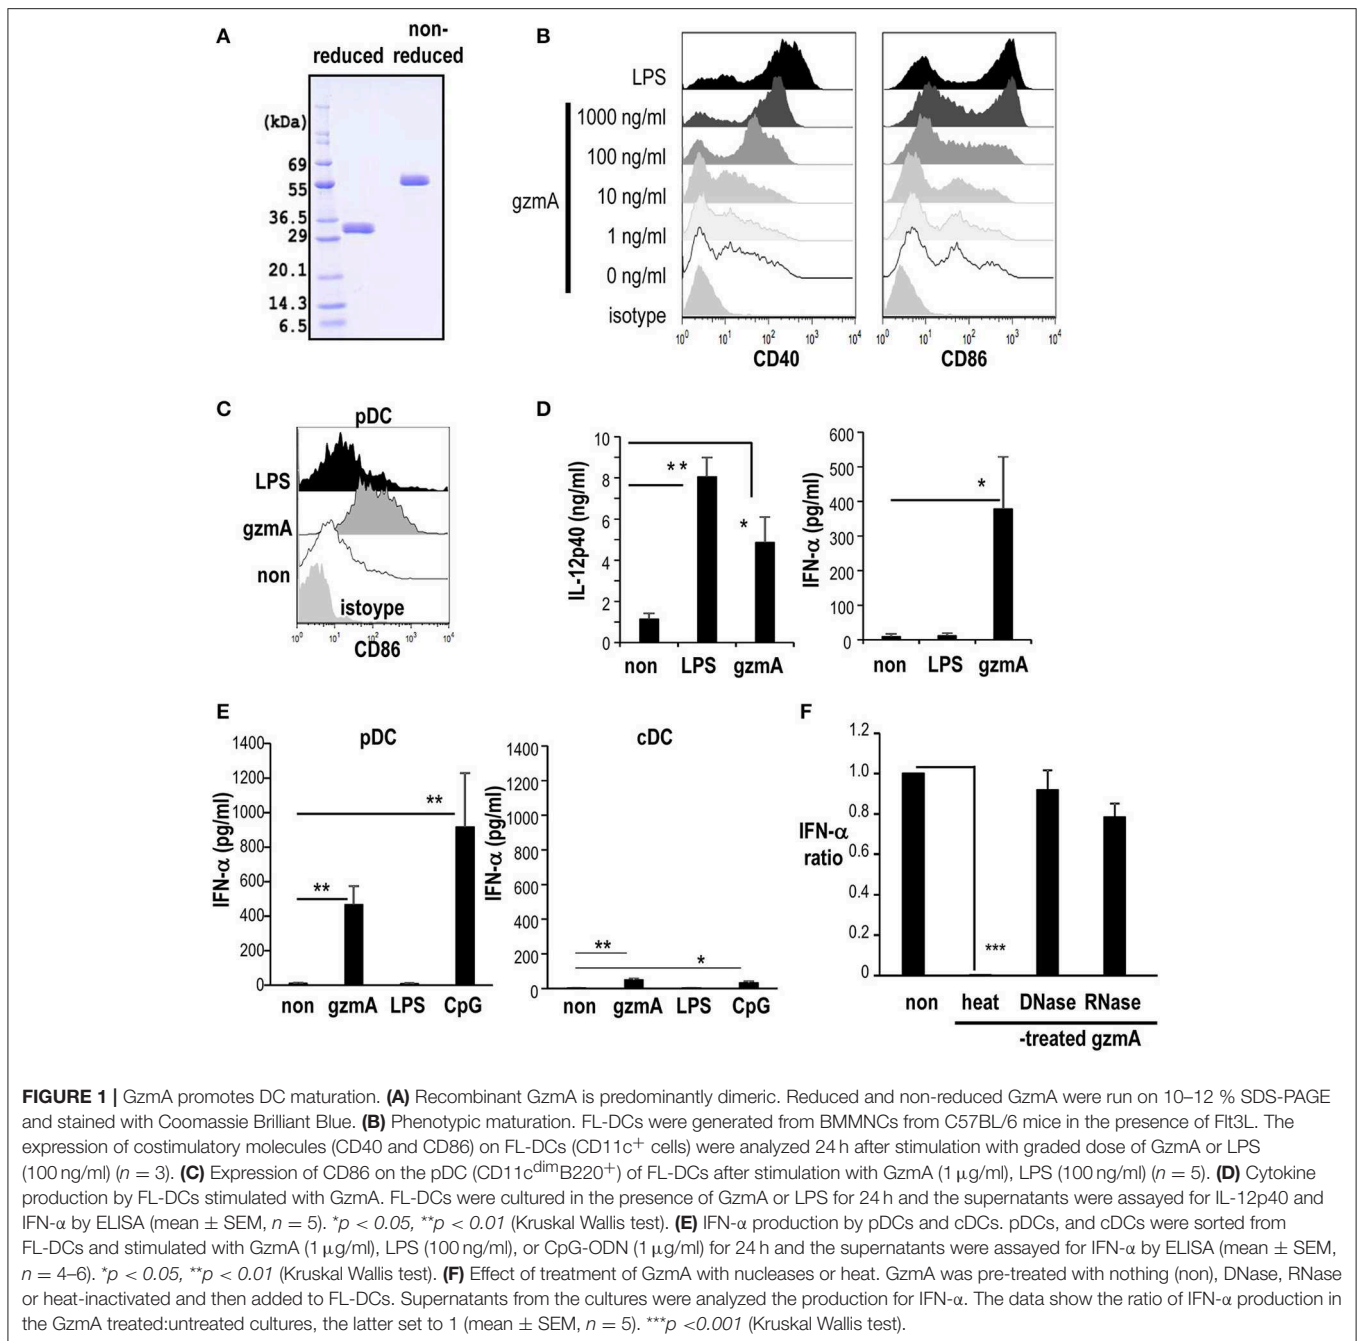 A
reduced
non-
reduced
(kDa)
69
55
36.5
29
20.1
14.3
6.5
B
LPS
1000 ng/ml
100 ng/ml
gzmA
10 ng/ml
1 ng/ml
0 ng/ml
isotype
10⁰ 10¹ 10² 10³ 10⁴
CD40
10⁰ 10¹ 10² 10³ 10⁴
CD86
C
pDC
LPS
gzmA
non
istoype
10⁰ 10¹ 10² 10³ 10⁴
CD86
D
IL-12p40 (ng/ml)
10
8
6
4
2
0
**
*
non LPS gzmA
IFN-α (pg/ml)
600
500
400
300
200
100
0
*
non LPS gzmA
E
pDC
IFN-α (pg/ml)
1400
1200
1000
800
600
400
200
0
**
**
non gzmA LPS CpG
cDC
IFN-α (pg/ml)
1400
1200
1000
800
600
400
200
0
**
*
non gzmA LPS CpG
F
IFN-α
ratio
1.2
1.0
0.8
0.6
0.4
0.2
0
***
non heat DNase RNase
-treated gzmA
FIGURE 1 | GzmA promotes DC maturation. (A) Recombinant GzmA is predominantly dimeric. Reduced and non-reduced GzmA were run on 10–12 % SDS-PAGE
and stained with Coomassie Brilliant Blue. (B) Phenotypic maturation. FL-DCs were generated from BMMNCs from C57BL/6 mice in the presence of Flt3L. The
expression of costimulatory molecules (CD40 and CD86) on FL-DCs (CD11c⁺ cells) were analyzed 24 h after stimulation with graded dose of GzmA or LPS
(100 ng/ml) (n = 3). (C) Expression of CD86 on the pDC (CD11cᵈⁱᵐB220⁺) of FL-DCs after stimulation with GzmA (1 μg/ml), LPS (100 ng/ml) (n = 5). (D) Cytokine
production by FL-DCs stimulated with GzmA. FL-DCs were cultured in the presence of GzmA or LPS for 24 h and the supernatants were assayed for IL-12p40 and
IFN-α by ELISA (mean ± SEM, n = 5). *p < 0.05, **p < 0.01 (Kruskal Wallis test). (E) IFN-α production by pDCs and cDCs. pDCs, and cDCs were sorted from
FL-DCs and stimulated with GzmA (1 μg/ml), LPS (100 ng/ml), or CpG-ODN (1 μg/ml) for 24 h and the supernatants were assayed for IFN-α by ELISA (mean ± SEM,
n = 4–6). *p < 0.05, **p < 0.01 (Kruskal Wallis test). (F) Effect of treatment of GzmA with nucleases or heat. GzmA was pre-treated with nothing (non), DNase, RNase
or heat-inactivated and then added to FL-DCs. Supernatants from the cultures were analyzed the production for IFN-α. The data show the ratio of IFN-α production in
the GzmA treated:untreated cultures, the latter set to 1 (mean ± SEM, n = 5). ***p <0.001 (Kruskal Wallis test).